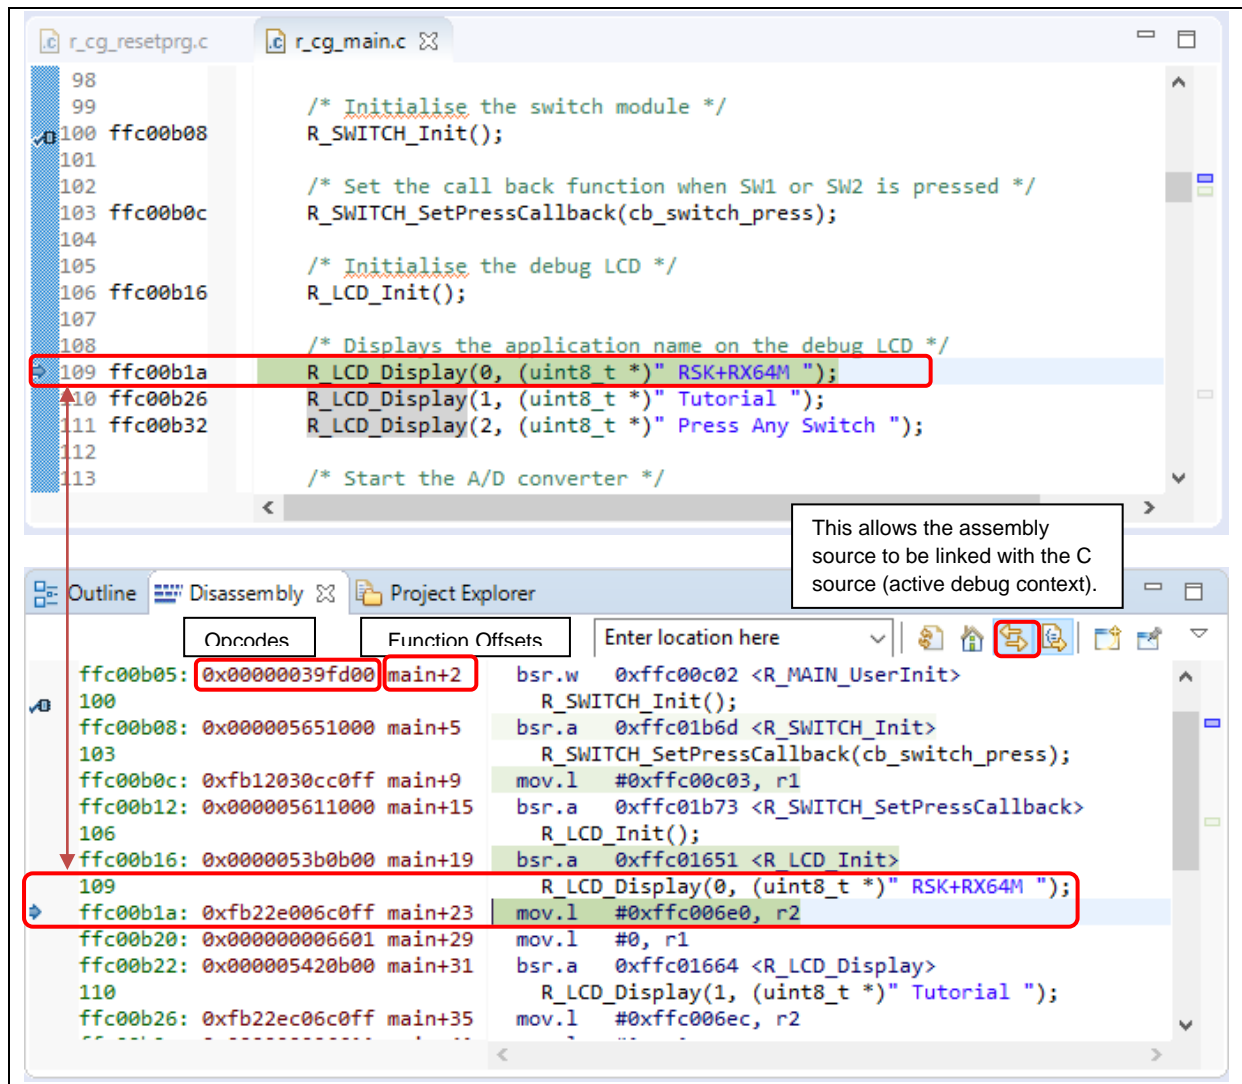 r_cg_resetprg.c r_cg_main.c
98
99 /* Initialise the switch module */
100 ffc00b08 R_SWITCH_Init();
101
102 /* Set the call back function when SW1 or SW2 is pressed */
103 ffc00b0c R_SWITCH_SetPressCallback(cb_switch_press);
104
105 /* Initialise the debug LCD */
106 ffc00b16 R_LCD_Init();
107
108 /* Displays the application name on the debug LCD */
109 ffc00b1a R_LCD_Display(0, (uint8_t *)" RSK+RX64M ");
110 ffc00b26 R_LCD_Display(1, (uint8_t *)" Tutorial ");
111 ffc00b32 R_LCD_Display(2, (uint8_t *)" Press Any Switch ");
112
113 /* Start the A/D converter */
This allows the assembly
source to be linked with the C
source (active debug context).
Outline Disassembly Project Explorer
Opcodes Function Offsets Enter location here
ffc00b05: 0x00000039fd00 main+2 bsr.w 0xffc00c02 <R_MAIN_UserInit>
100 R_SWITCH_Init();
ffc00b08: 0x000005651000 main+5 bsr.a 0xffc01b6d <R_SWITCH_Init>
103 R_SWITCH_SetPressCallback(cb_switch_press);
ffc00b0c: 0xfb12030cc0ff main+9 mov.l #0xffc00c03, r1
ffc00b12: 0x000005611000 main+15 bsr.a 0xffc01b73 <R_SWITCH_SetPressCallback>
106 R_LCD_Init();
ffc00b16: 0x0000053b0b00 main+19 bsr.a 0xffc01651 <R_LCD_Init>
109 R_LCD_Display(0, (uint8_t *)" RSK+RX64M ");
ffc00b1a: 0xfb22e006c0ff main+23 mov.l #0xffc006e0, r2
ffc00b20: 0x000000006601 main+29 mov.l #0, r1
ffc00b22: 0x000005420b00 main+31 bsr.a 0xffc01664 <R_LCD_Display>
110 R_LCD_Display(1, (uint8_t *)" Tutorial ");
ffc00b26: 0xfb22ec06c0ff main+35 mov.l #0xffc006ec, r2